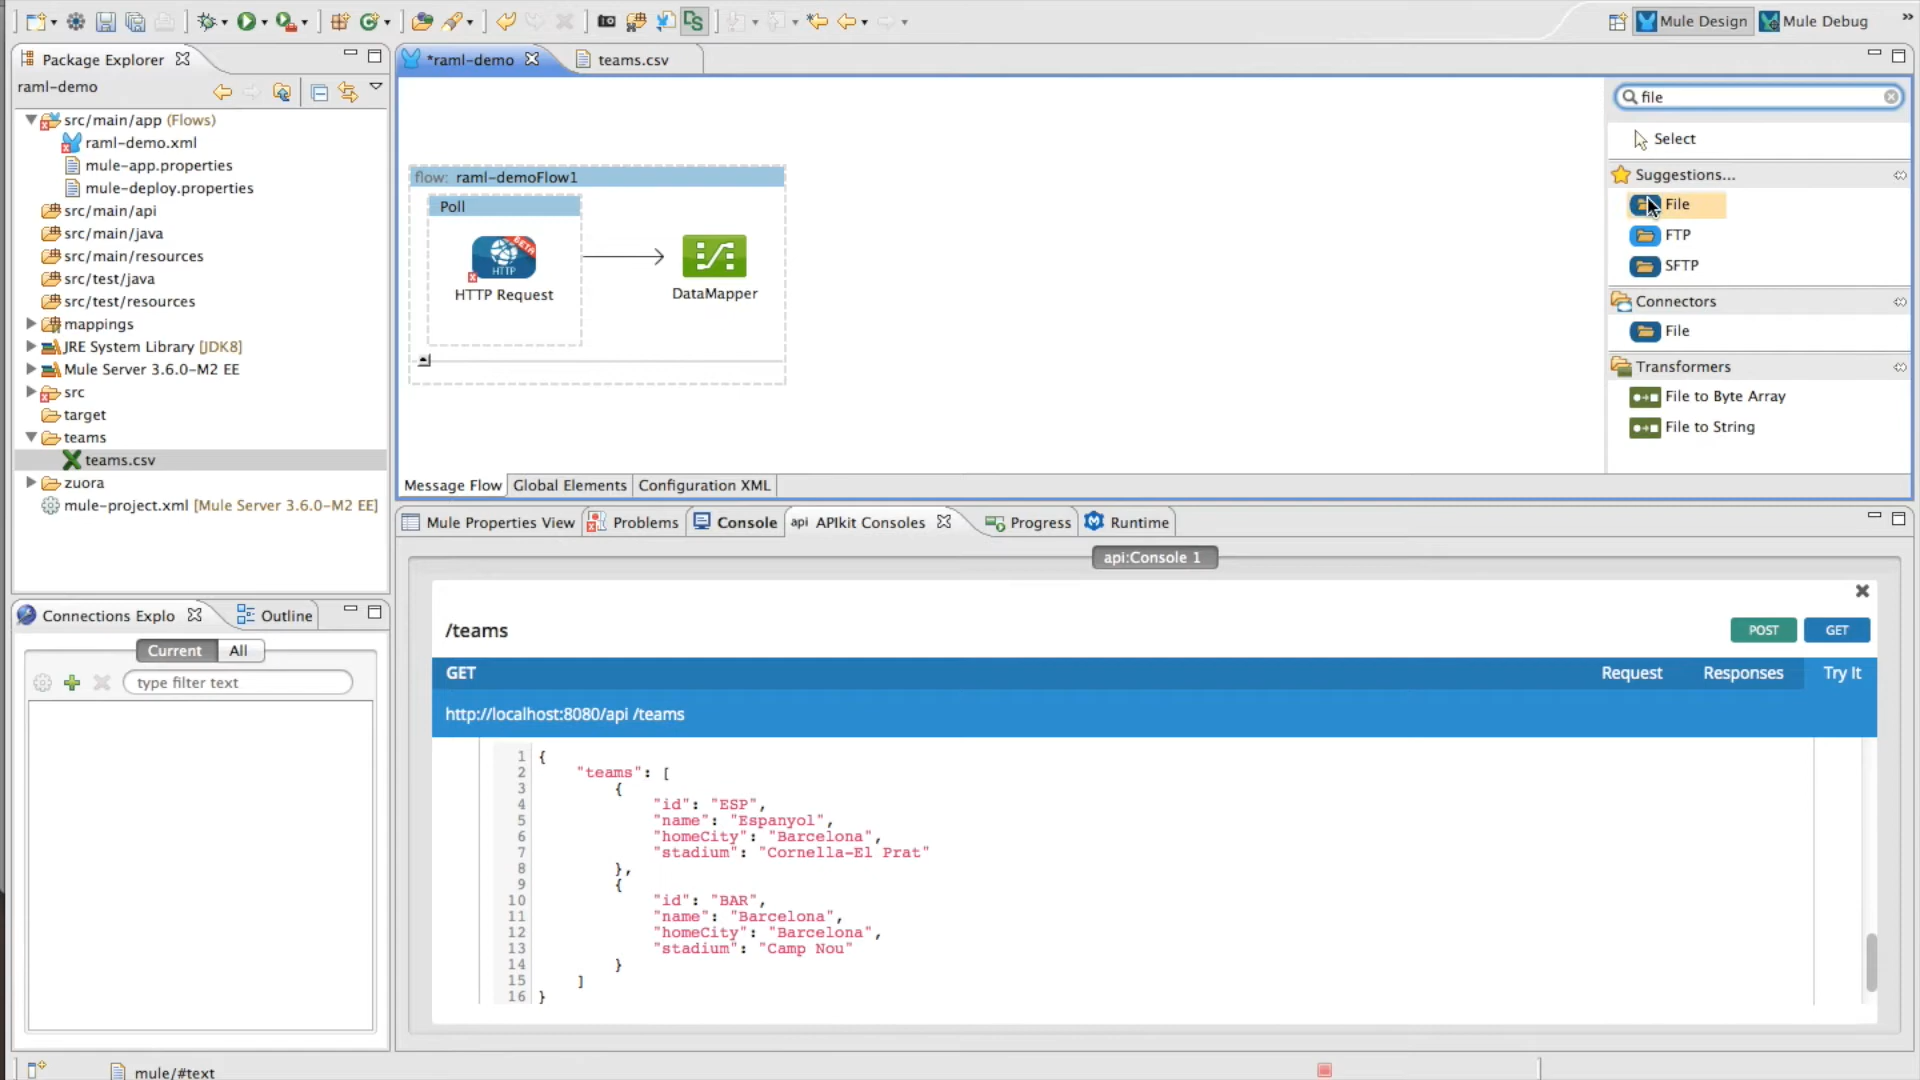 Mule Design
Mule Debug
»
Package Explorer
raml-demo
src/main/app (Flows)
raml-demo.xml
mule-app.properties
mule-deploy.properties
src/main/api
src/main/java
src/main/resources
src/test/java
src/test/resources
mappings
JRE System Library [JDK8]
Mule Server 3.6.0-M2 EE
src
target
teams
teams.csv
zuora
mule-project.xml [Mule Server 3.6.0-M2 EE]
Connections Explo
Outline
Current
All
type filter text
*raml-demo
teams.csv
flow: raml-demoFlow1
Poll
BETA
HTTP
HTTP Request
DataMapper
file
Select
Suggestions...
File
FTP
SFTP
Connectors
File
Transformers
File to Byte Array
File to String
Message Flow
Global Elements
Configuration XML
Mule Properties View
Problems
Console
api APIkit Consoles
Progress
Runtime
api:Console 1
/teams
POST
GET
GET
Request
Responses
Try It
http://localhost:8080/api /teams
1 {
2 "teams": [
3 {
4 "id": "ESP",
5 "name": "Espanyol",
6 "homeCity": "Barcelona",
7 "stadium": "Cornella-El Prat"
8 },
9 {
10 "id": "BAR",
11 "name": "Barcelona",
12 "homeCity": "Barcelona",
13 "stadium": "Camp Nou"
14 }
15 ]
16 }
mule/#text